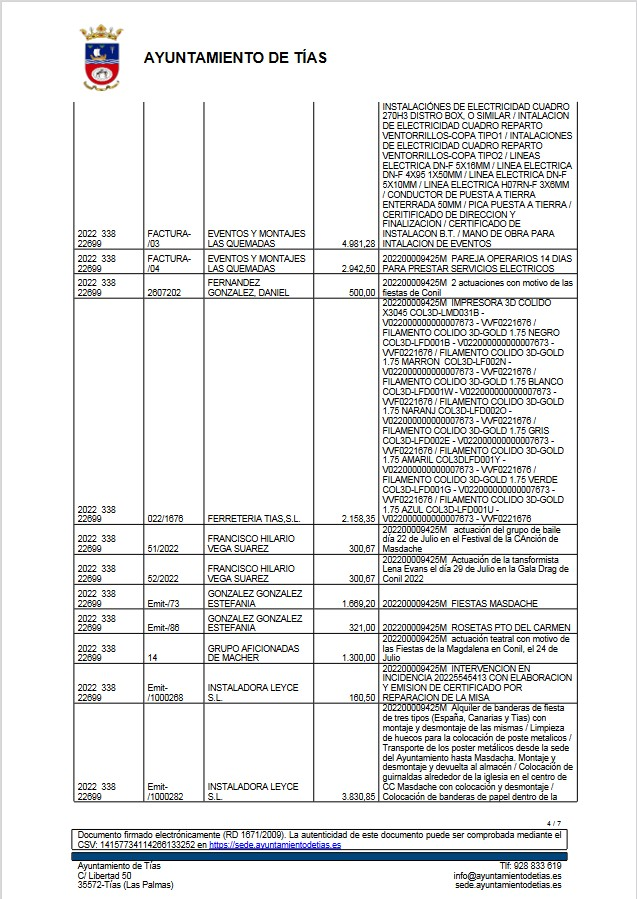 AYUNTAMIENTO DE TÍAS
INSTALACIÓNES DE ELECTRICIDAD CUADRO
270H3 DISTRO BOX, O SIMILAR / INTALACION
DE ELECTRICIDAD CUADRO REPARTO
VENTORRILLOS-COPA TIPO1 / INTALACIONES
DE ELECTRICIDAD CUADRO REPARTO
VENTORRILLOS-COPA TIPO2 / LINEAS
ELECTRICA DN-F 5X16MM / LINEA ELECTRICA
DN-F 4X95 1X50MM / LINEA ELECTRICA DN-F
5X10MM / LINEA ELECTRICA H07RN-F 3X6MM
/ CONDUCTOR DE PUESTA A TIERRA
ENTERRADA 50MM / PICA PUESTA A TIERRA /
CERITIFICADO DE DIRECCION Y
FINALIZACION / CERTIFICADO DE
INSTALACON B.T. / MANO DE OBRA PARA
INTALACION DE EVENTOS
2022 338
22699
FACTURA-
/03
EVENTOS Y MONTAJES
LAS QUEMADAS
4.981,28
2022 338
22699
FACTURA-
/04
EVENTOS Y MONTAJES
LAS QUEMADAS
2.942,50
202200009425M PAREJA OPERARIOS 14 DIAS
PARA PRESTAR SERVICIOS ELECTRICOS
2022 338
22699
2607202
FERNANDEZ
GONZALEZ, DANIEL
500,00
202200009425M 2 actuaciones con motivo de las
fiestas de Conil
202200009425M IMPRESORA 3D COLIDO
X3045 COL3D-LMD031B -
V022000000000007673 - VVF0221676 /
FILAMENTO COLIDO 3D-GOLD 1.75 NEGRO
COL3D-LFD001B - V022000000000007673 -
VVF0221676 / FILAMENTO COLIDO 3D-GOLD
1.75 MARRON  COL3D-LF002N -
V022000000000007673 - VVF0221676 /
FILAMENTO COLIDO 3D-GOLD 1.75 BLANCO
COL3D-LFD001W - V022000000000007673 -
VVF0221676 / FILAMENTO COLIDO 3D-GOLD
1.75 NARANJ COL3D-LFD002O -
V022000000000007673 - VVF0221676 /
FILAMENTO COLIDO 3D-GOLD 1.75 GRIS
COL3D-LFD002E - V022000000000007673 -
VVF0221676 / FILAMENTO COLIDO 3D-GOLD
1.75 AMARIL COL3DLFD001Y -
V022000000000007673 - VVF0221676 /
FILAMENTO COLIDO 3D-GOLD 1.75 VERDE
COL3D-LFD001G - V022000000000007673 -
VVF0221676 / FILAMENTO COLIDO 3D-GOLD
1.75 AZUL COL3D-LFD001U -
V022000000000007673 - VVF0221676
2022 338
22699
022/1676
FERRETERIA TIAS,S.L.
2.158,35
2022 338
22699
51/2022
FRANCISCO HILARIO
VEGA SUAREZ
300,67
202200009425M  actuación del grupo de baile
día 22 de Julio en el Festival de la CAnción de
Masdache
2022 338
22699
52/2022
FRANCISCO HILARIO
VEGA SUAREZ
300,67
202200009425M  Actuación de la tansformista
Lena Evans el día 29 de Julio en la Gala Drag de
Conil 2022
2022 338
22699
Emit-/73
GONZALEZ GONZALEZ
ESTEFANIA
1.669,20
202200009425M  FIESTAS MASDACHE
2022 338
22699
Emit-/86
GONZALEZ GONZALEZ
ESTEFANIA
321,00
202200009425M  ROSETAS PTO DEL CARMEN
2022 338
22699
14
GRUPO AFICIONADAS
DE MACHER
1.300,00
202200009425M  actuación teatral con motivo de
las Fiestas de la Magdalena en Conil, el 24 de
Julio
2022 338
22699
Emit-
/1000268
INSTALADORA LEYCE
S.L.
160,50
202200009425M  INTERVENCION EN
INCIDENCIA 20225545413 CON ELABORACION
Y EMISION DE CERTIFICADO POR
REPARACION DE LA MISA
2022 338
22699
Emit-
/1000282
INSTALADORA LEYCE
S.L.
3.830,85
202200009425M  Alquiler de banderas de fiesta
de tres tipos (España, Canarias y Tias) con
montaje y desmontaje de las mismas / Limpieza
de huecos para la colocación de poste metalicos /
Transporte de los poster metálicos desde la sede
del Ayuntamiento hasta Masdacha. Montaje y
desmontaje y devuelta al almacén / Colocación de
guirnaldas alrededor de la iglesia en el centro de
CC Masdache con colocación y desmontaje /
Colocación de banderas de papel dentro de la
4 / 7
Documento firmado electrónicamente (RD 1671/2009). La autenticidad de este documento puede ser comprobada mediante el
CSV: 14157734114266133252 en https://sede.ayuntamientodetias.es
Ayuntamiento de Tías
C/ Libertad 50
35572-Tías (Las Palmas)
Tlf: 928 833 619
info@ayuntamientodetias.es
sede.ayuntamientodetias.es